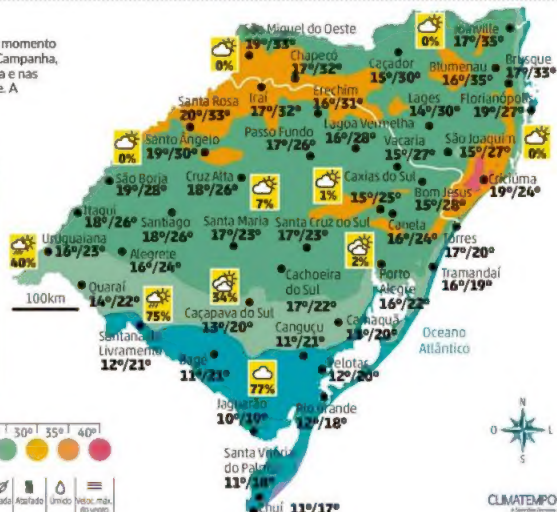 momento
Campanha,
a e nas
e. A
São Miguel do Oeste
19°/33°
0%
Chapecó
17°/32°
Caçador
15°/30°
0%
Joinville
17°/35°
Blumenau
16°/35°
Brusque
17°/33°
Santa Rosa
20°/33°
Iraí
17°/32°
Erechim
16°/31°
Lages
14°/30°
Florianópolis
19°/27°
0%
Santo Ângelo
19°/30°
0%
Passo Fundo
17°/26°
Lagoa Vermelha
16°/28°
Vacaria
15°/27°
São Joaquim
15°/27°
São Borja
19°/28°
Cruz Alta
18°/26°
7%
1%
Caxias do Sul
15°/25°
Bom Jesus
15°/28°
Criciúma
19°/24°
Itaqui
18°/26°
Santiago
18°/26°
Santa Maria
17°/23°
Santa Cruz do Sul
17°/23°
Canela
16°/24°
Torres
17°/20°
Uruguaiana
16°/23°
40%
Alegrete
16°/24°
2%
Porto
Alegre
16°/22°
Tramandaí
16°/19°
Quaraí
14°/22°
100km
75%
34%
Cachoeira
do Sul
17°/22°
Caçapava do Sul
13°/20°
Camaquã
Santana do
Livramento
12°/21°
Canguçu
11°/21°
Oceano
Atlântico
Bagé
11°/21°
77%
Pelotas
12°/20°
Jaguarão
10°/19°
Rio Grande
12°/18°
Santa Vitória
do Palmar
11°/18°
Chuí 11°/17°
30° 35° 40°
Abafado
Úmido
Veloc. máx.
N
O
L
S
CLIMATEMPO